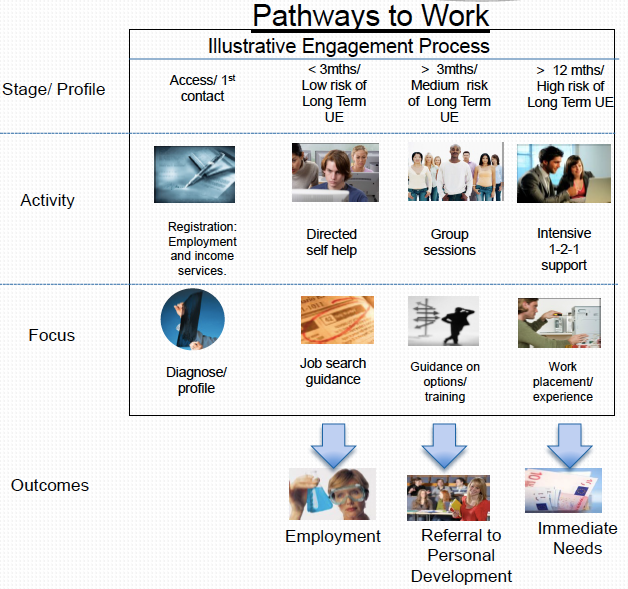 Pathways to Work
Illustrative Engagement Process
Stage/ Profile
Access/ 1st
contact
< 3mths/
Low risk of
Long Term
UE
> 3mths/
Medium risk
of Long Term
UE
> 12 mths/
High risk of
Long Term UE
Activity
Registration:
Employment
and income
services.
Directed
self help
Group
sessions
Intensive
1-2-1
support
Focus
Diagnose/
profile
Job search
guidance
Guidance on
options/
training
Work
placement/
experience
Outcomes
Employment
Referral to
Personal
Development
Immediate
Needs